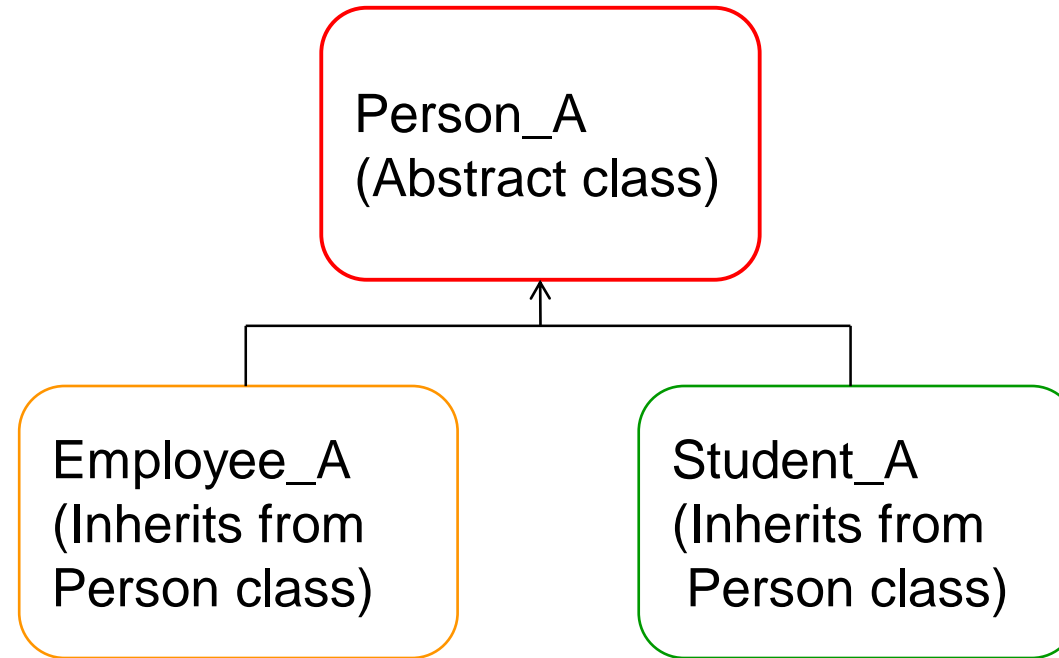 Person_A
(Abstract class)
Employee_A
(Inherits from
Person class)
Student_A
(Inherits from
Person class)